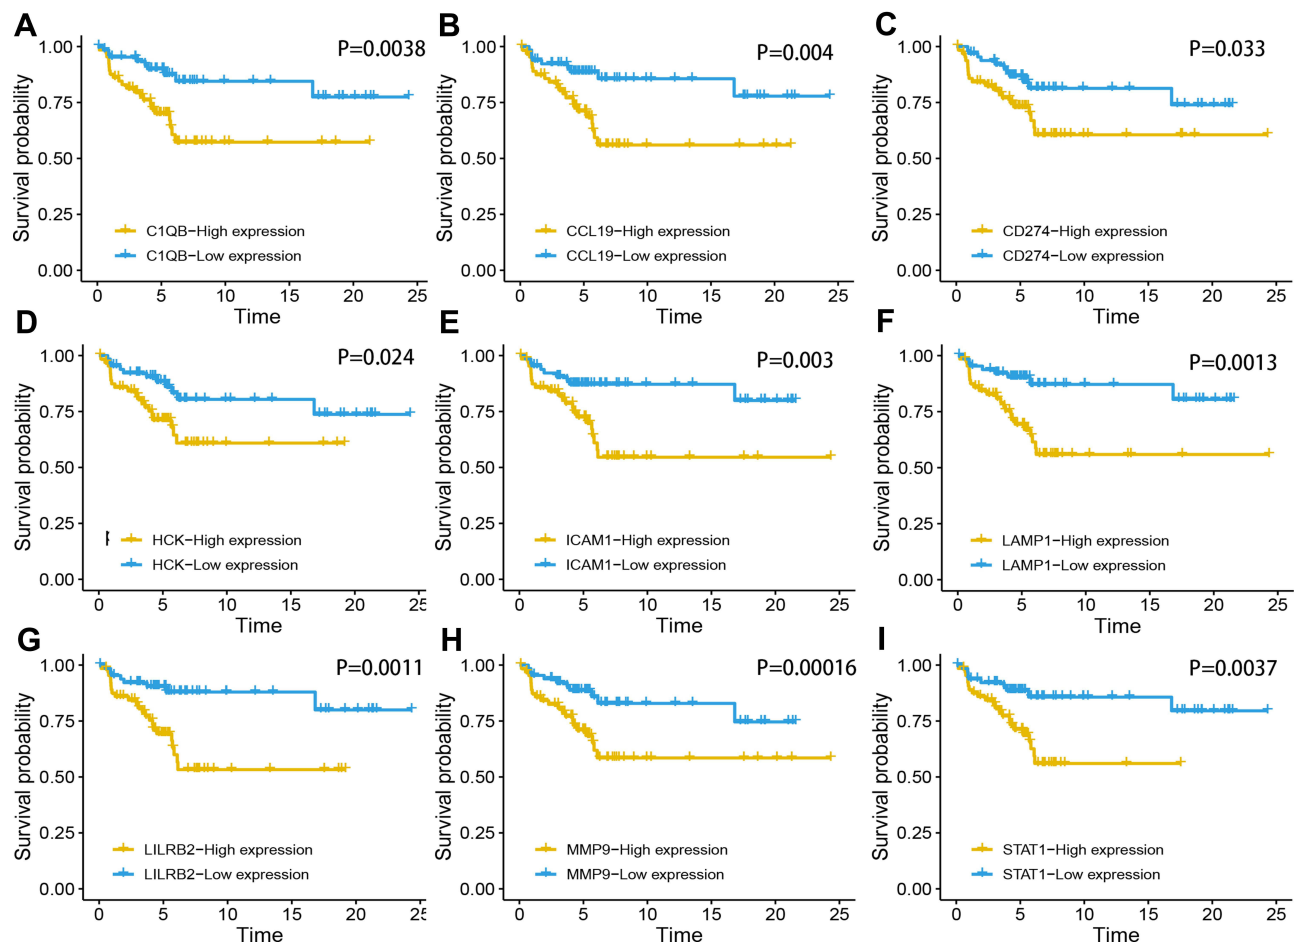 A
P=0.0038
1.00
0.75
0.50
0.25
0.00
Survival probability
C1QB−High expression
C1QB−Low expression
0 5 10 15 20 25
Time
B
P=0.004
1.00
0.75
0.50
0.25
0.00
Survival probability
CCL19−High expression
CCL19−Low expression
0 5 10 15 20 25
Time
C
P=0.033
1.00
0.75
0.50
0.25
0.00
Survival probability
CD274−High expression
CD274−Low expression
0 5 10 15 20 25
Time
D
P=0.024
1.00
0.75
0.50
0.25
0.00
Survival probability
HCK−High expression
HCK−Low expression
0 5 10 15 20 25
Time
E
P=0.003
1.00
0.75
0.50
0.25
0.00
Survival probability
ICAM1−High expression
ICAM1−Low expression
0 5 10 15 20 25
Time
F
P=0.0013
1.00
0.75
0.50
0.25
0.00
Survival probability
LAMP1−High expression
LAMP1−Low expression
0 5 10 15 20 25
Time
G
P=0.0011
1.00
0.75
0.50
0.25
0.00
Survival probability
LILRB2−High expression
LILRB2−Low expression
0 5 10 15 20 25
Time
H
P=0.00016
1.00
0.75
0.50
0.25
0.00
Survival probability
MMP9−High expression
MMP9−Low expression
0 5 10 15 20 25
Time
I
P=0.0037
1.00
0.75
0.50
0.25
0.00
Survival probability
STAT1−High expression
STAT1−Low expression
0 5 10 15 20 25
Time